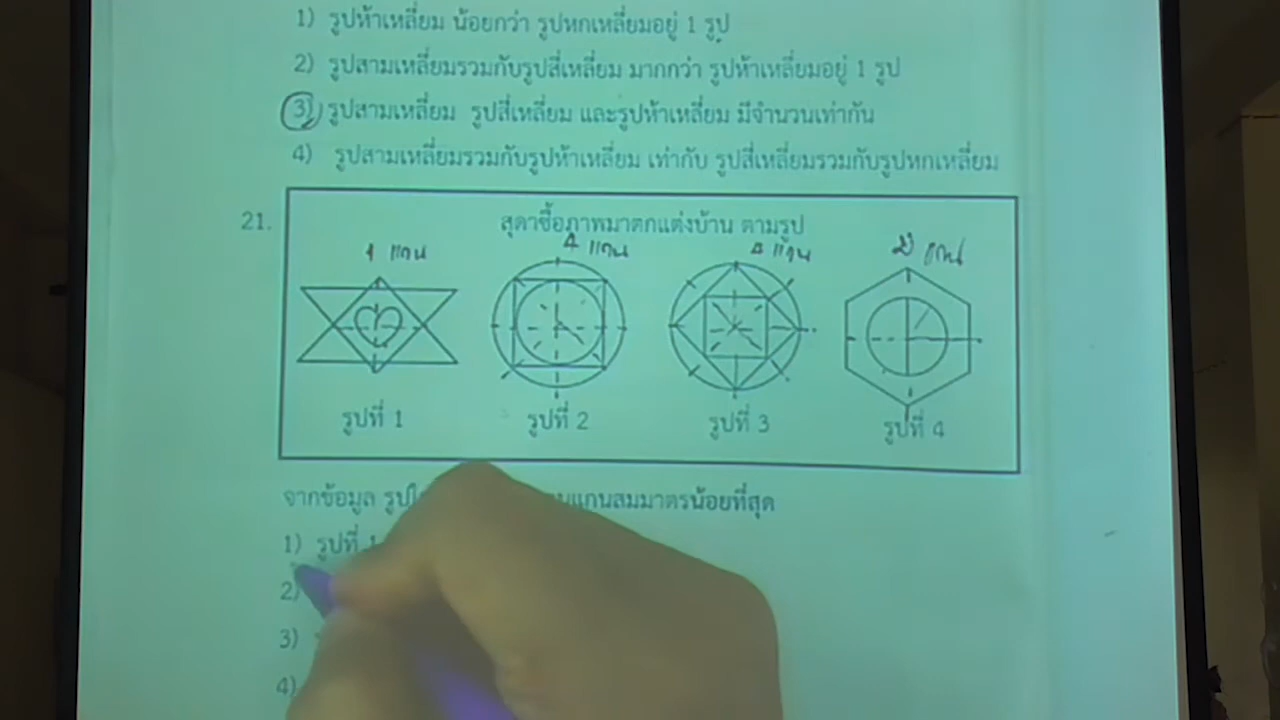 1) รูปห้าเหลี่ยม น้อยกว่า รูปหกเหลี่ยมอยู่ 1 รูป
2) รูปสามเหลี่ยมรวมกับรูปสี่เหลี่ยม มากกว่า รูปห้าเหลี่ยมอยู่ 1 รูป
3) รูปสามเหลี่ยม รูปสี่เหลี่ยม และรูปห้าเหลี่ยม มีจำนวนเท่ากัน
4) รูปสามเหลี่ยมรวมกับรูปห้าเหลี่ยม เท่ากับ รูปสี่เหลี่ยมรวมกับรูปหกเหลี่ยม
21. สุดาซื้อภาพมาตกแต่งบ้าน ตามรูป
1 แกน 4 แกน 4 แกน 2 แกน
รูปที่ 1 รูปที่ 2 รูปที่ 3 รูปที่ 4
จากข้อมูล แกนสมมาตรน้อยที่สุด
1) รูปที่ 1
2)
3)
4)